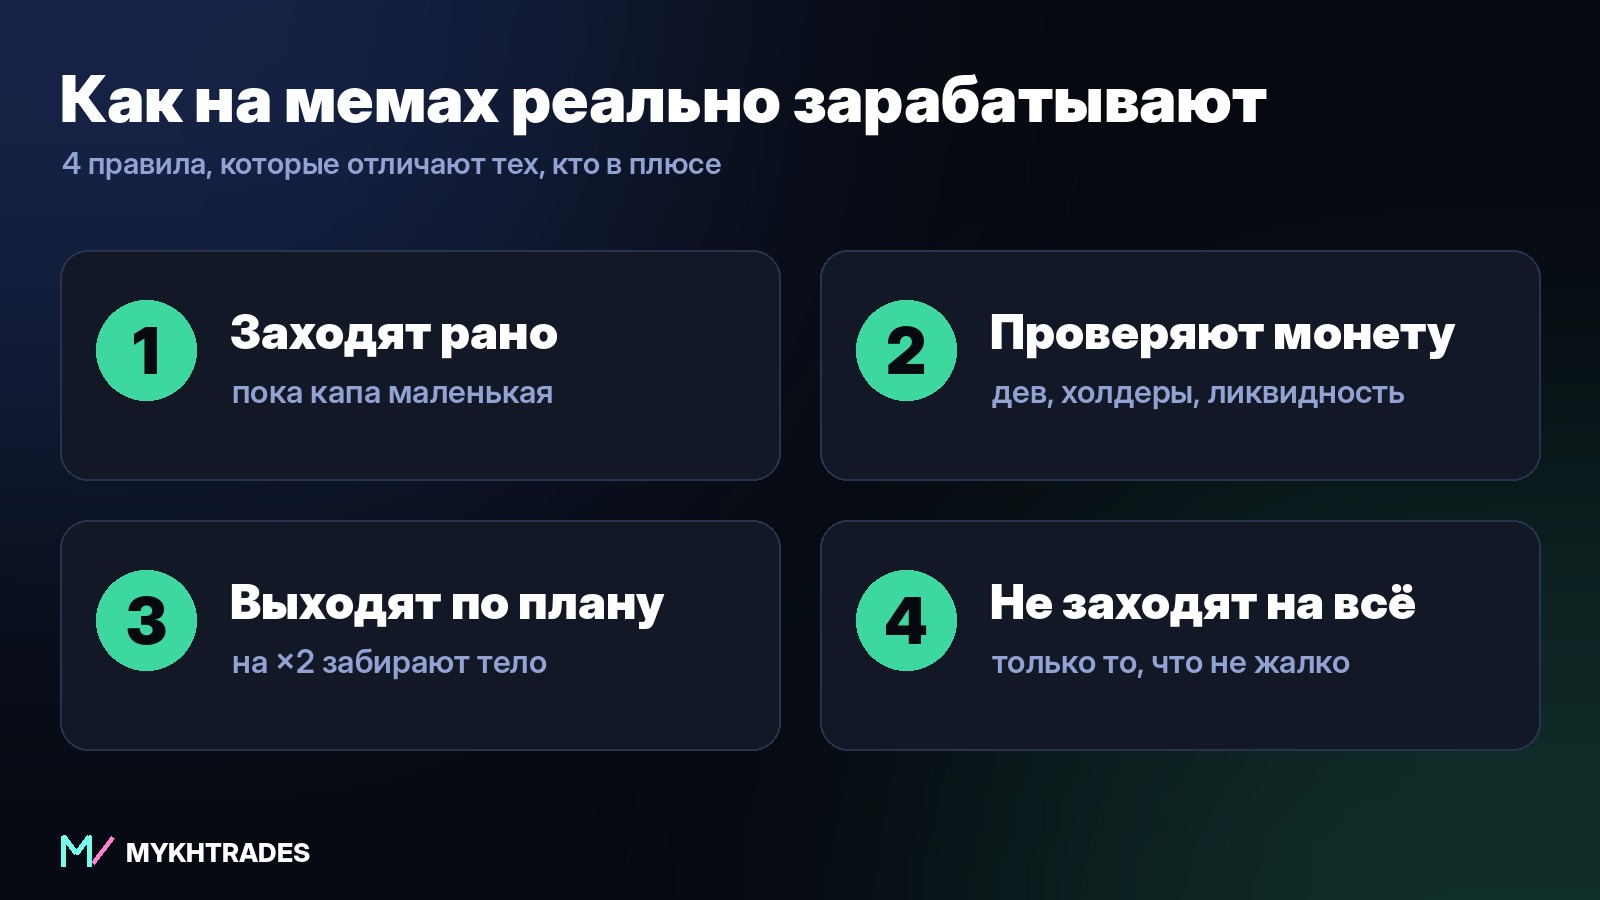 Как на мемах реально зарабатывают
4 правила, которые отличают тех, кто в плюсе
1
Заходят рано
пока капа маленькая
2
Проверяют монету
дев, холдеры, ликвидность
3
Выходят по плану
на ×2 забирают тело
4
Не заходят на всё
только то, что не жалко
MYKHTRADES